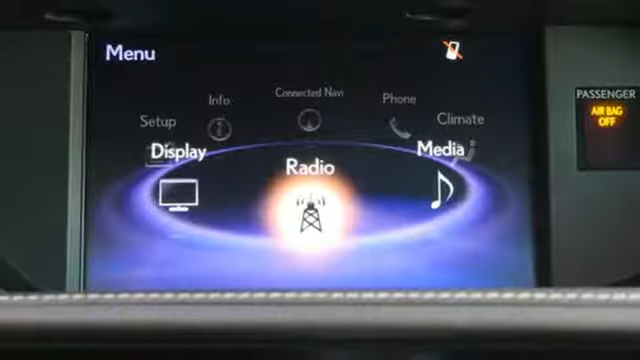 Menu
Info
Connected Navi
Phone
Setup
Climate
Display
Media
Radio
PASSENGER
AIR BAG
OFF